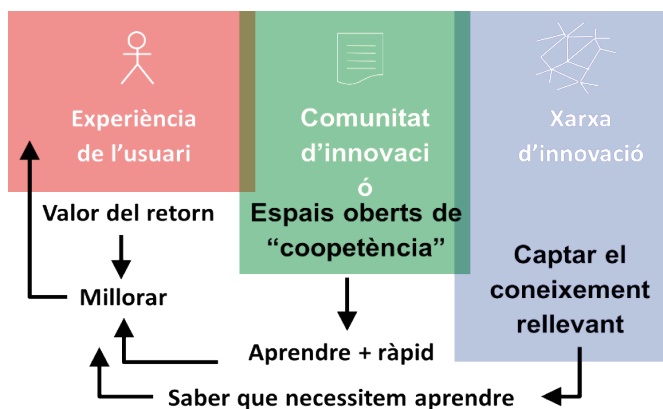 Experiència
de l'usuari
Valor del retorn
Millorar
Comunitat
d'innovaci
ó
Espais oberts de
“coopetència”
Aprendre + ràpid
Xarxa
d'innovació
Captar el
coneixement
rellevant
Saber que necessitem aprendre